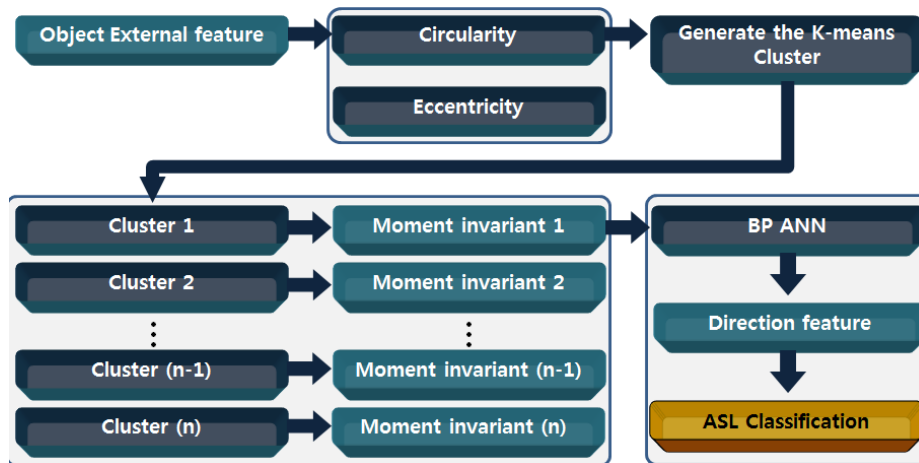 Object External feature
Circularity
Eccentricity
Generate the K-means
Cluster
Cluster 1
Moment invariant 1
Cluster 2
Moment invariant 2
Cluster (n-1)
Moment invariant (n-1)
Cluster (n)
Moment invariant (n)
BP ANN
Direction feature
ASL Classification